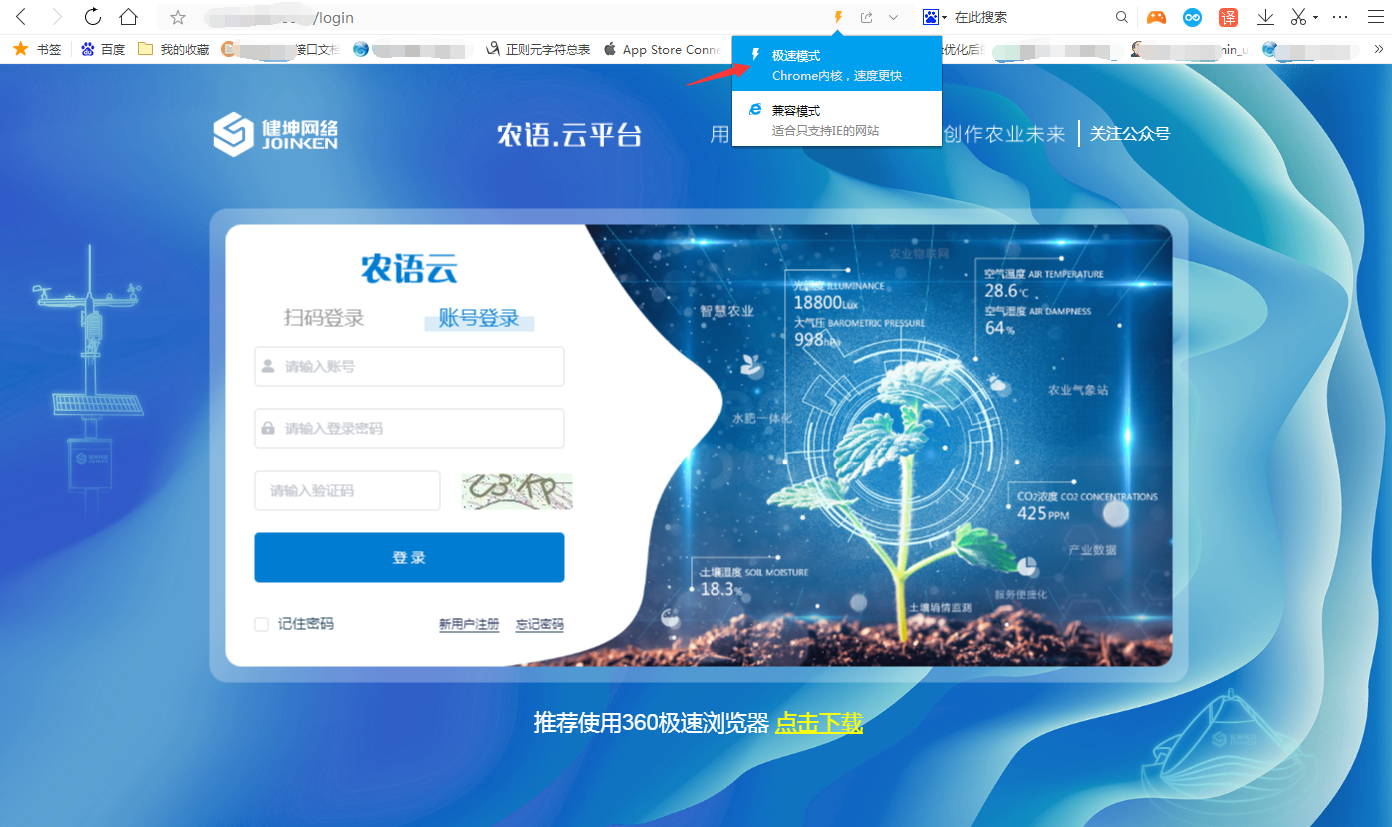 /login
在此搜索
译
书签
百度
我的收藏
接口文档
正则元字符总表
App Store Conne
优化后
min_u
极速模式
Chrome内核，速度更快
兼容模式
适合只支持IE的网站
健坤网络
JOINKEN
农语.云平台
用
创作农业未来
关注公众号
农语云
扫码登录
账号登录
请输入账号
请输入登录密码
请输入验证码
登 录
记住密码
新用户注册
忘记密码
农业物联网
智慧农业
光照度 ILLUMINANCE
18800Lux
大气压 BAROMETRIC PRESSURE
998hPa
空气温度 AIR TEMPERATURE
28.6℃
空气湿度 AIR DAMPNESS
64%
农业气象站
水肥一体化
CO2浓度 CO2 CONCENTRATIONS
425PPM
产业数据
土壤湿度 SOIL MOISTURE
18.3%
服务便捷化
土壤墒情监测
推荐使用360极速浏览器 点击下载
健坤网络
JOINKEN
健坤网络
JOINKEN